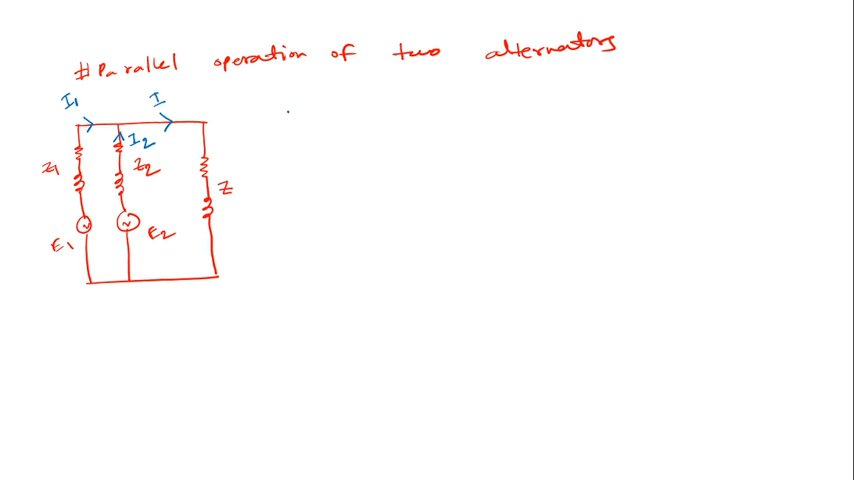 #Parallel operation of two alternators
I1 I
I2
Z1 Z2
Z
E1 E2